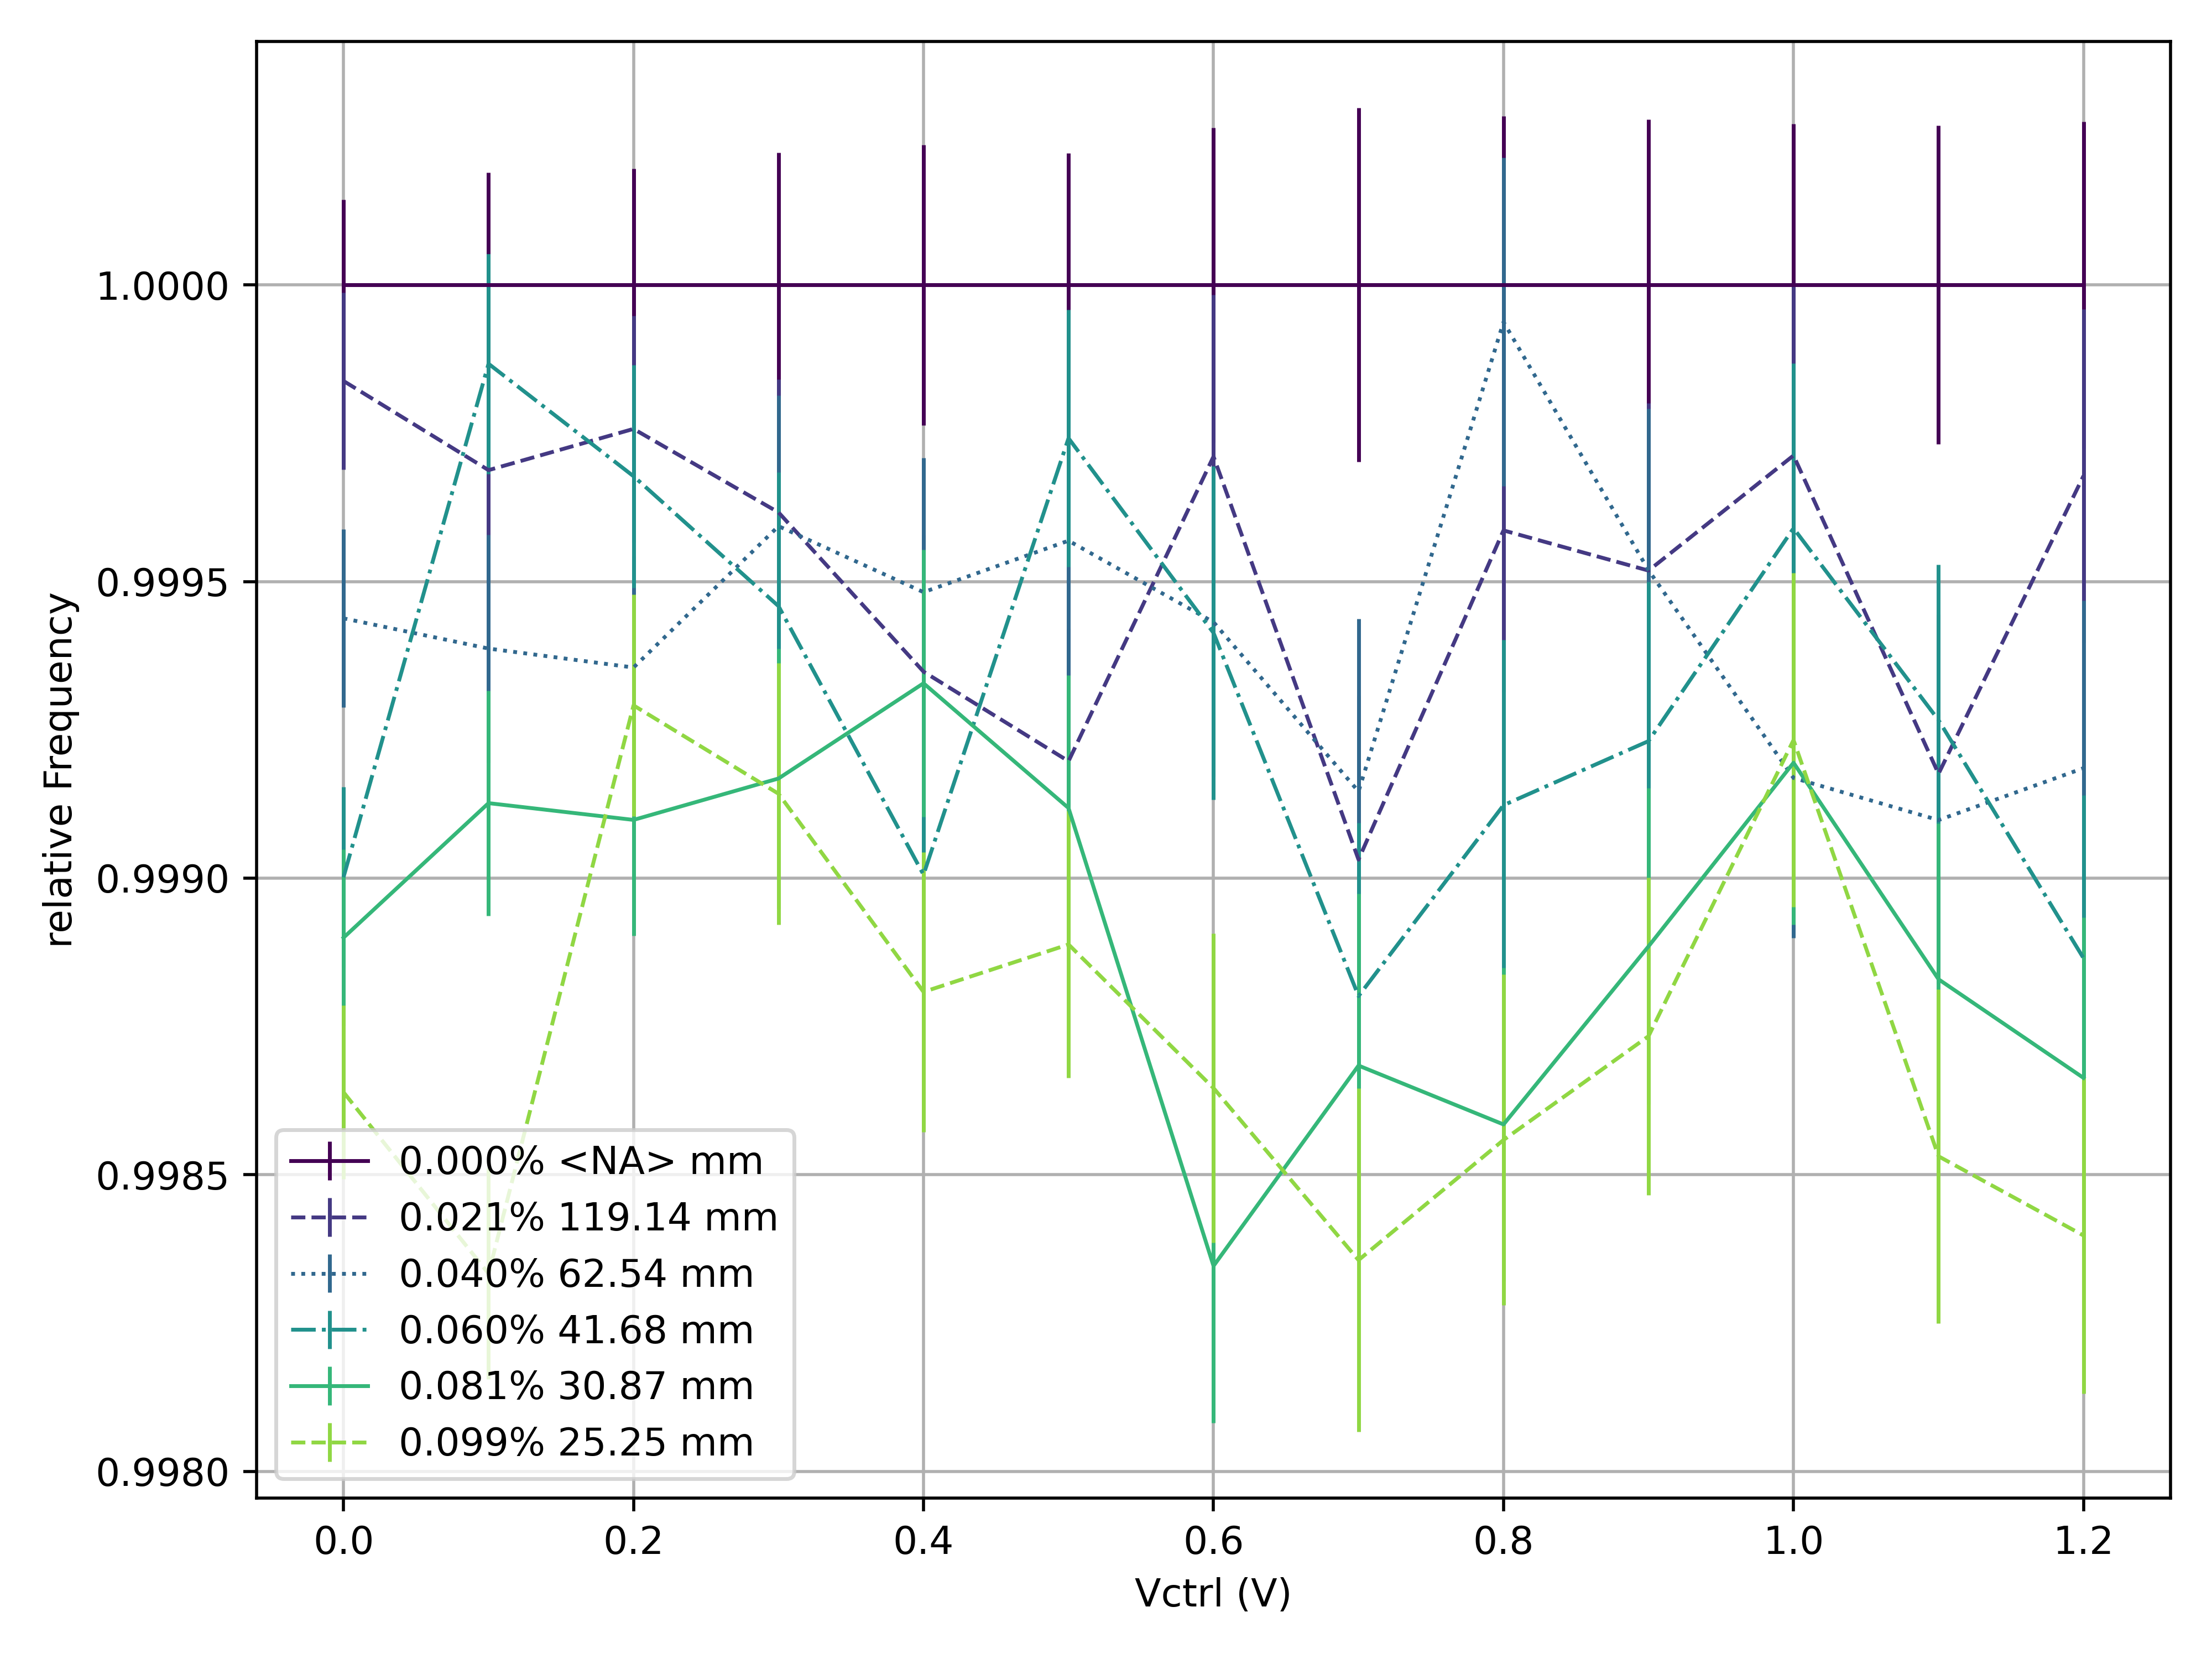 1.0000
0.9995
0.9990
0.9985
0.9980
relative Frequency
0.000% <NA> mm
0.021% 119.14 mm
0.040% 62.54 mm
0.060% 41.68 mm
0.081% 30.87 mm
0.099% 25.25 mm
0.0 0.2 0.4 0.6 0.8 1.0 1.2
Vctrl (V)